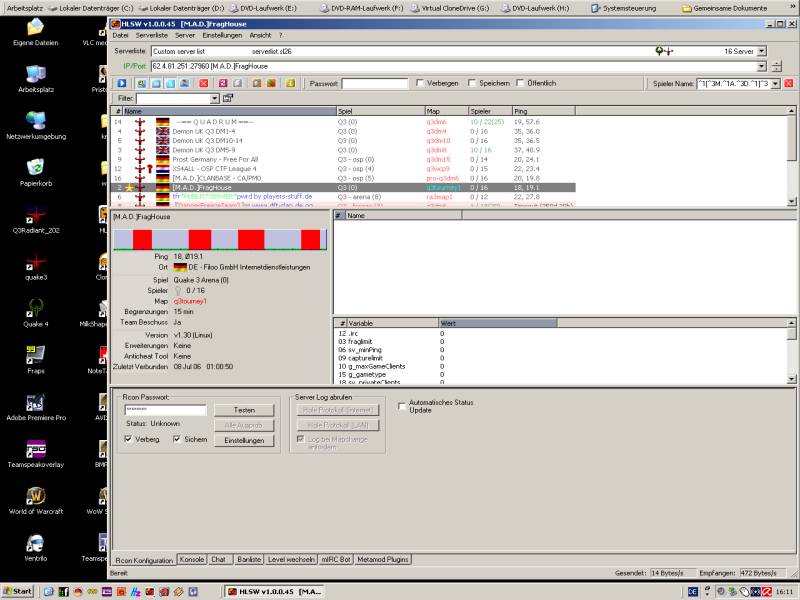 Arbeitsplatz Lokaler Datenträger (C:) Lokaler Datenträger (D:) DVD-Laufwerk (E:) DVD-RAM-Laufwerk (F:) Virtual CloneDrive (G:) DVD-Laufwerk (H:) Systemsteuerung Gemeinsame Dokumente »
HLSW v1.0.0.45 [M.A.D.]FragHouse
Datei Serverliste Server Einstellungen Ansicht ?
Serverliste Custom server list serverlist.sl26 16 Server
IP/Port 62.4.81.251:27960 [M.A.D.]FragHouse
Passwort Verbergen Speichern Öffentlich Spieler Name: ^1[^3M.^1A.^3D.^1]^3
Filter:
# Name Spiel Map Spieler Ping
14 --== Q U A D R U M ==-- Q3 (0) q3dm6 10 / 22(25) 19, 57.6
4 Demon UK Q3 DM1-4 Q3 (0) q3dm4 0 / 16 35, 36.0
5 Demon UK Q3 DM10-14 Q3 (0) q3dm10 0 / 16 35, 36.5
3 Demon UK Q3 DM5-9 Q3 (0) q3dm8 10 / 16 37, 40.9
9 Prost Germany - Free For All Q3 - osp (0) q3dm15 0 / 14 20, 24.1
12 XS4ALL - OSP CTF League 4 Q3 - osp (4) q3wcp9 0 / 22 20, 23.4
16 [M.A.D.]CLANBASE - CA/PMO Q3 - osp (5) pro-q3dm6 0 / 16 21, 22.1
2 [M.A.D.]FragHouse Q3 (0) q3tourney1 0 / 16 18, 19.1
6 tfr *PUBLIC*SERVER* pwrd by players-stuff.de Q3 - arena (8) ra3map1 0 / 12 22, 27.8
[M.A.D.]FragHouse
Ping 18, Ø19.1
Ort DE - Filoo GmbH Internetdienstleistungen
Spiel Quake 3 Arena (0)
Spieler 0 / 16
Map q3tourney1
Begrenzungen 15 min
Team Beschuss Ja
Version v1.30 (Linux)
Erweiterungen Keine
Anticheat Tool Keine
Zuletzt Verbunden 08 Jul 06 01:00:50
# Name
# Variable Wert
12 .irc 0
03 fraglimit 0
06 sv_minPing 0
09 capturelimit 0
10 g_maxGameClients 0
15 g_gametype 0
18 sv_privateClients 0
Rcon Passwort:
*******
Testen
Status: Unknown
Alle Ausprob.
Verberg. Sichern Einstellungen
Server Log abrufen
Hole Protokoll (Internet)
Hole Protokoll (LAN)
Log bei Mapchange anfordern
Automatisches Status Update
Rcon Konfiguration Konsole Chat Banliste Level wechseln mIRC Bot Metamod Plugins
Bereit Gesendet: 14 Bytes/s Empfangen: 472 Bytes/s
Eigene Dateien VLC me
Arbeitsplatz
Netzwerkumgebung
Papierkorb
Q3Radiant_202
quake3
Quake 4 MilkShape
Fraps NoteTa
Adobe Premiere Pro
Teamspeakoverlay
World of Warcraft WoW S
Ventrilo Teamsp
Start HLSW v1.0.0.45 [M.A... DE 16:11